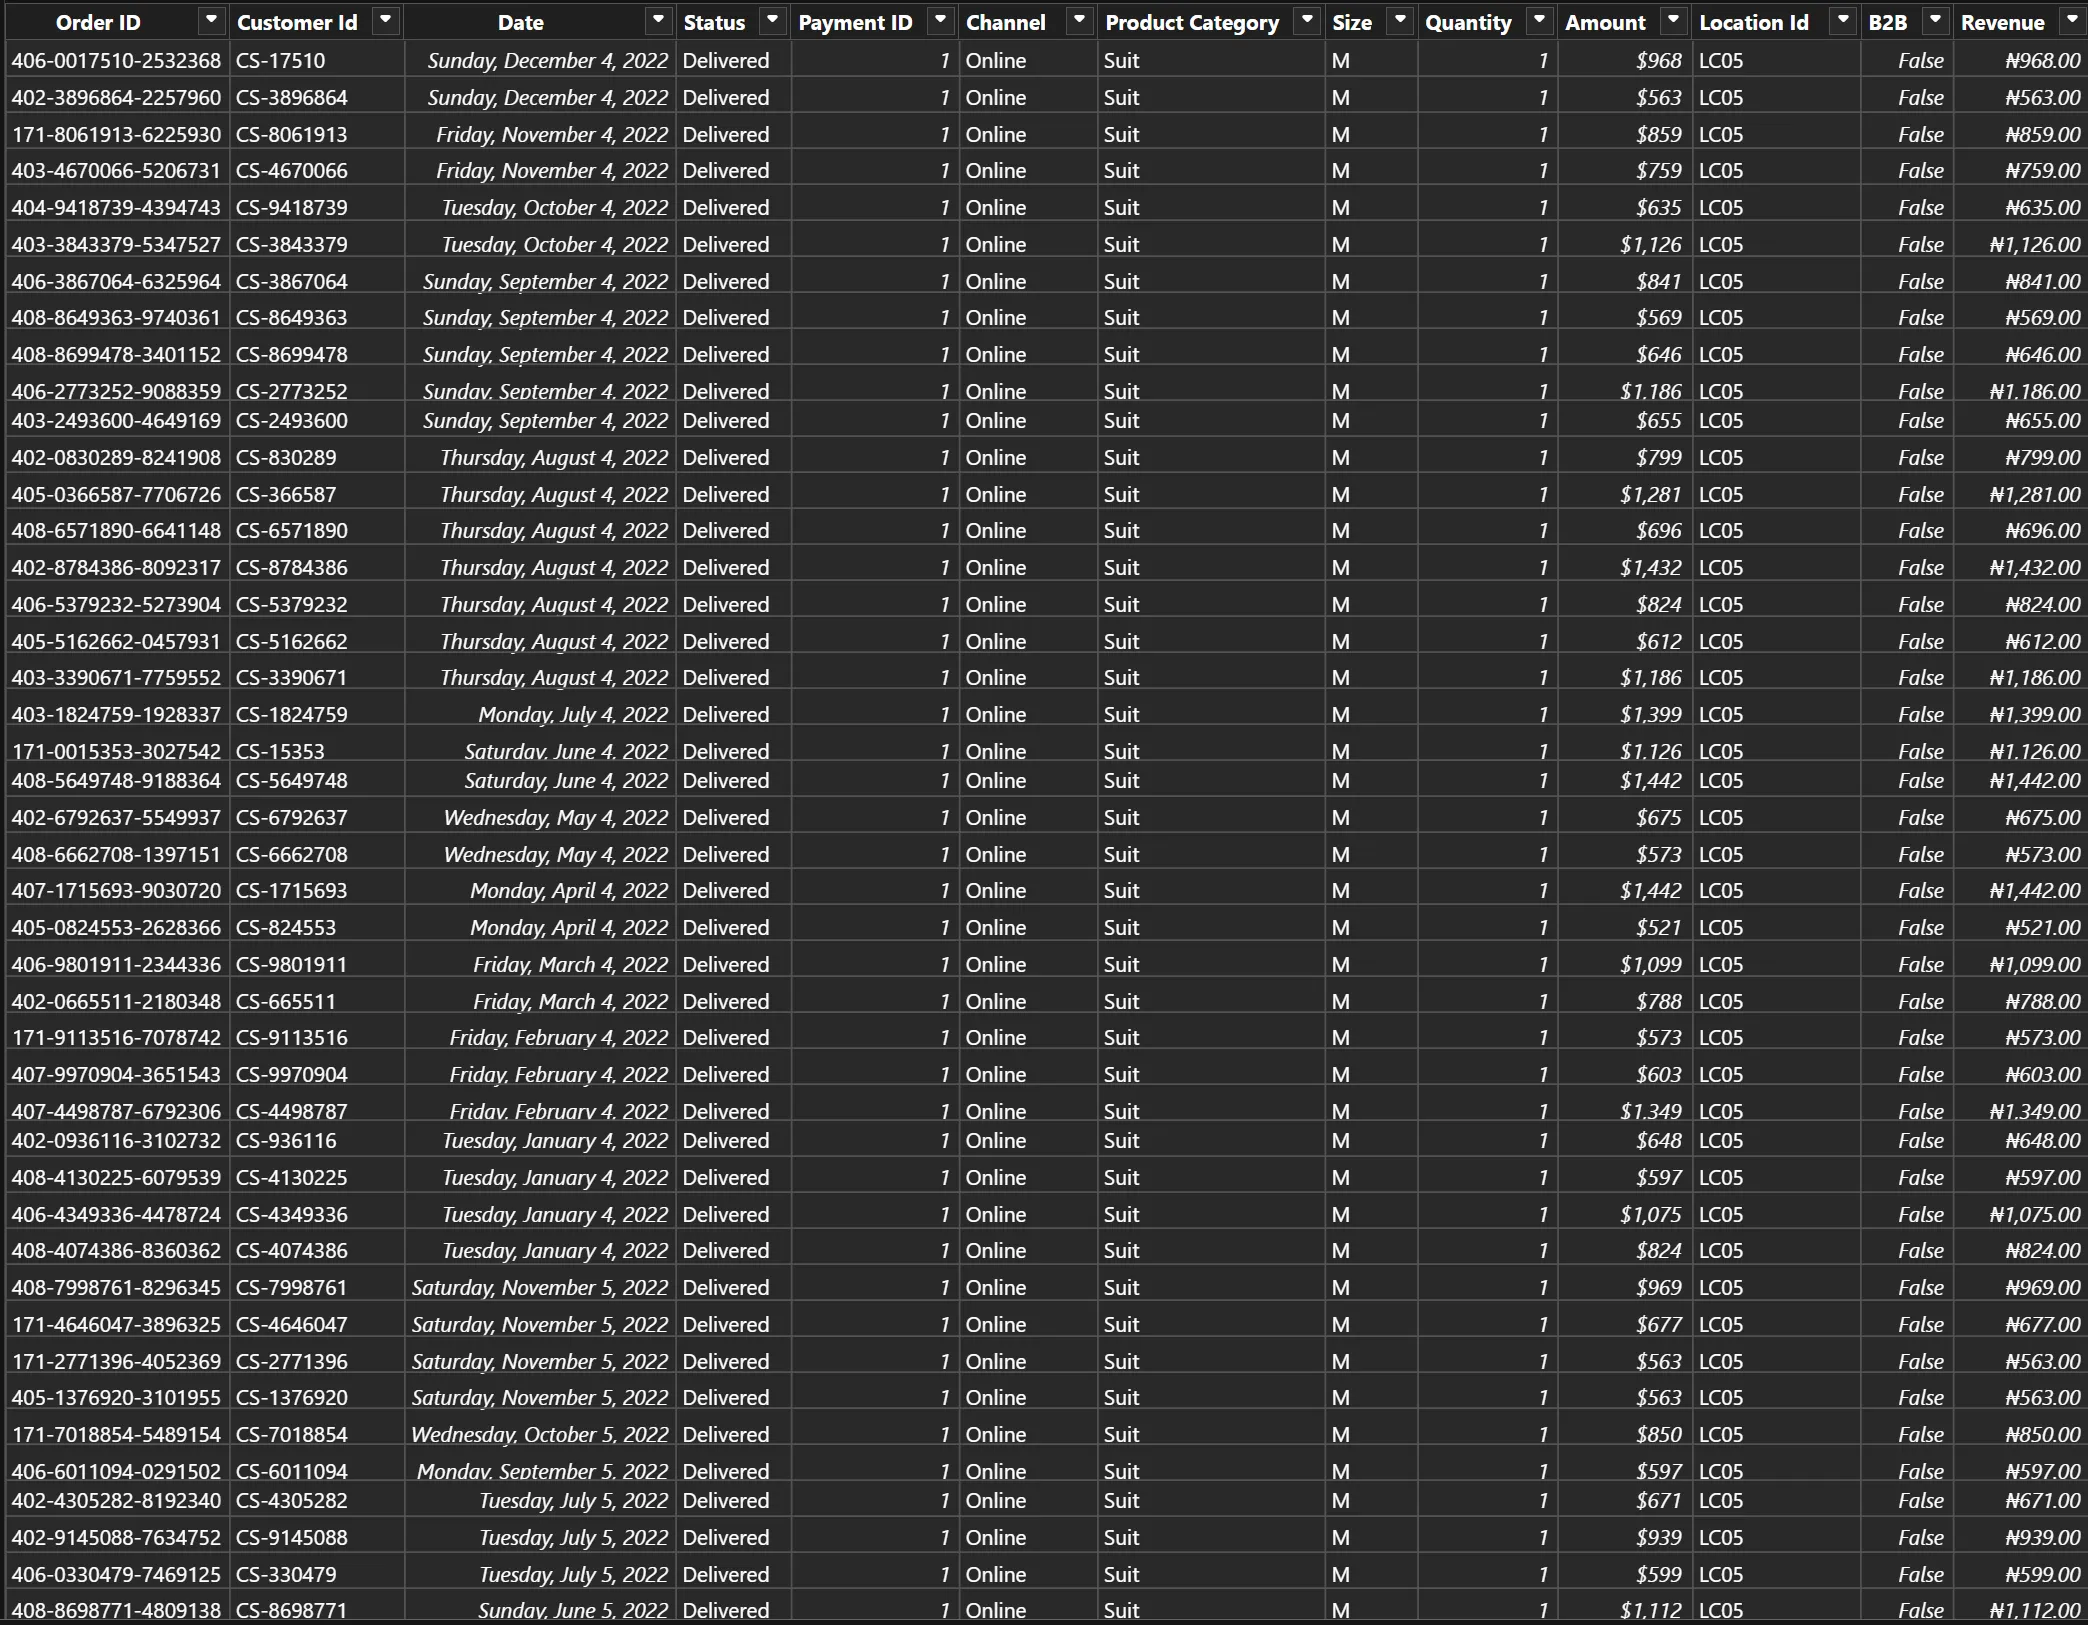 Order ID Customer Id Date Status Payment ID Channel Product Category Size Quantity Amount Location Id B2B Revenue
406-0017510-2532368 CS-17510 Sunday, December 4, 2022 Delivered 1 Online Suit M 1 $968 LC05 False ₦968.00
402-3896864-2257960 CS-3896864 Sunday, December 4, 2022 Delivered 1 Online Suit M 1 $563 LC05 False ₦563.00
171-8061913-6225930 CS-8061913 Friday, November 4, 2022 Delivered 1 Online Suit M 1 $859 LC05 False ₦859.00
403-4670066-5206731 CS-4670066 Friday, November 4, 2022 Delivered 1 Online Suit M 1 $759 LC05 False ₦759.00
404-9418739-4394743 CS-9418739 Tuesday, October 4, 2022 Delivered 1 Online Suit M 1 $635 LC05 False ₦635.00
403-3843379-5347527 CS-3843379 Tuesday, October 4, 2022 Delivered 1 Online Suit M 1 $1,126 LC05 False ₦1,126.00
406-3867064-6325964 CS-3867064 Sunday, September 4, 2022 Delivered 1 Online Suit M 1 $841 LC05 False ₦841.00
408-8649363-9740361 CS-8649363 Sunday, September 4, 2022 Delivered 1 Online Suit M 1 $569 LC05 False ₦569.00
408-8699478-3401152 CS-8699478 Sunday, September 4, 2022 Delivered 1 Online Suit M 1 $646 LC05 False ₦646.00
406-2773252-9088359 CS-2773252 Sunday, September 4, 2022 Delivered 1 Online Suit M 1 $1,186 LC05 False ₦1,186.00
403-2493600-4649169 CS-2493600 Sunday, September 4, 2022 Delivered 1 Online Suit M 1 $655 LC05 False ₦655.00
402-0830289-8241908 CS-830289 Thursday, August 4, 2022 Delivered 1 Online Suit M 1 $799 LC05 False ₦799.00
405-0366587-7706726 CS-366587 Thursday, August 4, 2022 Delivered 1 Online Suit M 1 $1,281 LC05 False ₦1,281.00
408-6571890-6641148 CS-6571890 Thursday, August 4, 2022 Delivered 1 Online Suit M 1 $696 LC05 False ₦696.00
402-8784386-8092317 CS-8784386 Thursday, August 4, 2022 Delivered 1 Online Suit M 1 $1,432 LC05 False ₦1,432.00
406-5379232-5273904 CS-5379232 Thursday, August 4, 2022 Delivered 1 Online Suit M 1 $824 LC05 False ₦824.00
405-5162662-0457931 CS-5162662 Thursday, August 4, 2022 Delivered 1 Online Suit M 1 $612 LC05 False ₦612.00
403-3390671-7759552 CS-3390671 Thursday, August 4, 2022 Delivered 1 Online Suit M 1 $1,186 LC05 False ₦1,186.00
403-1824759-1928337 CS-1824759 Monday, July 4, 2022 Delivered 1 Online Suit M 1 $1,399 LC05 False ₦1,399.00
171-0015353-3027542 CS-15353 Saturday, June 4, 2022 Delivered 1 Online Suit M 1 $1,126 LC05 False ₦1,126.00
408-5649748-9188364 CS-5649748 Saturday, June 4, 2022 Delivered 1 Online Suit M 1 $1,442 LC05 False ₦1,442.00
402-6792637-5549937 CS-6792637 Wednesday, May 4, 2022 Delivered 1 Online Suit M 1 $675 LC05 False ₦675.00
408-6662708-1397151 CS-6662708 Wednesday, May 4, 2022 Delivered 1 Online Suit M 1 $573 LC05 False ₦573.00
407-1715693-9030720 CS-1715693 Monday, April 4, 2022 Delivered 1 Online Suit M 1 $1,442 LC05 False ₦1,442.00
405-0824553-2628366 CS-824553 Monday, April 4, 2022 Delivered 1 Online Suit M 1 $521 LC05 False ₦521.00
406-9801911-2344336 CS-9801911 Friday, March 4, 2022 Delivered 1 Online Suit M 1 $1,099 LC05 False ₦1,099.00
402-0665511-2180348 CS-665511 Friday, March 4, 2022 Delivered 1 Online Suit M 1 $788 LC05 False ₦788.00
171-9113516-7078742 CS-9113516 Friday, February 4, 2022 Delivered 1 Online Suit M 1 $573 LC05 False ₦573.00
407-9970904-3651543 CS-9970904 Friday, February 4, 2022 Delivered 1 Online Suit M 1 $603 LC05 False ₦603.00
407-4498787-6792306 CS-4498787 Friday, February 4, 2022 Delivered 1 Online Suit M 1 $1,349 LC05 False ₦1,349.00
402-0936116-3102732 CS-936116 Tuesday, January 4, 2022 Delivered 1 Online Suit M 1 $648 LC05 False ₦648.00
408-4130225-6079539 CS-4130225 Tuesday, January 4, 2022 Delivered 1 Online Suit M 1 $597 LC05 False ₦597.00
406-4349336-4478724 CS-4349336 Tuesday, January 4, 2022 Delivered 1 Online Suit M 1 $1,075 LC05 False ₦1,075.00
408-4074386-8360362 CS-4074386 Tuesday, January 4, 2022 Delivered 1 Online Suit M 1 $824 LC05 False ₦824.00
408-7998761-8296345 CS-7998761 Saturday, November 5, 2022 Delivered 1 Online Suit M 1 $969 LC05 False ₦969.00
171-4646047-3896325 CS-4646047 Saturday, November 5, 2022 Delivered 1 Online Suit M 1 $677 LC05 False ₦677.00
171-2771396-4052369 CS-2771396 Saturday, November 5, 2022 Delivered 1 Online Suit M 1 $563 LC05 False ₦563.00
405-1376920-3101955 CS-1376920 Saturday, November 5, 2022 Delivered 1 Online Suit M 1 $563 LC05 False ₦563.00
171-7018854-5489154 CS-7018854 Wednesday, October 5, 2022 Delivered 1 Online Suit M 1 $850 LC05 False ₦850.00
406-6011094-0291502 CS-6011094 Monday, September 5, 2022 Delivered 1 Online Suit M 1 $597 LC05 False ₦597.00
402-4305282-8192340 CS-4305282 Tuesday, July 5, 2022 Delivered 1 Online Suit M 1 $671 LC05 False ₦671.00
402-9145088-7634752 CS-9145088 Tuesday, July 5, 2022 Delivered 1 Online Suit M 1 $939 LC05 False ₦939.00
406-0330479-7469125 CS-330479 Tuesday, July 5, 2022 Delivered 1 Online Suit M 1 $599 LC05 False ₦599.00
408-8698771-4809138 CS-8698771 Sunday, June 5, 2022 Delivered 1 Online Suit M 1 $1,112 LC05 False ₦1,112.00